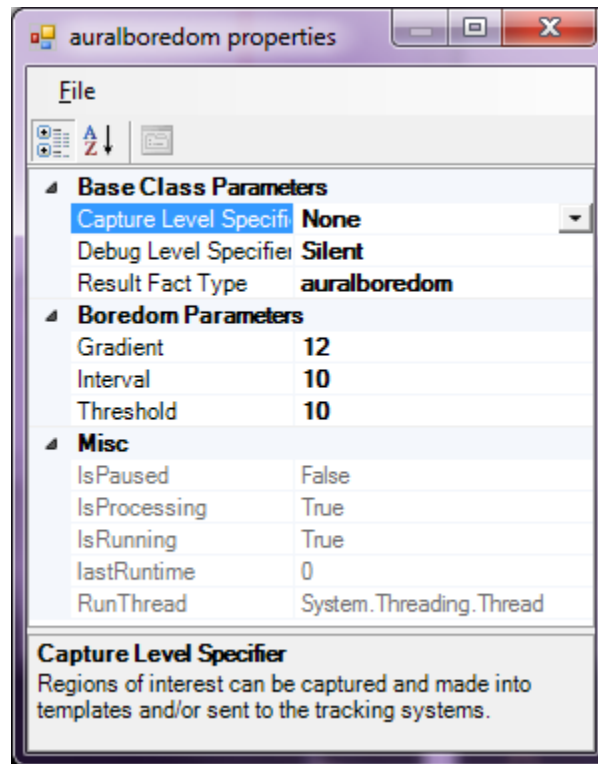 auralboredom properties
File
Base Class Parameters
Capture Level Specifi None
Debug Level Specifier Silent
Result Fact Type auralboredom
Boredom Parameters
Gradient 12
Interval 10
Threshold 10
Misc
IsPaused False
IsProcessing True
IsRunning True
lastRuntime 0
RunThread System.Threading.Thread
Capture Level Specifier
Regions of interest can be captured and made into
templates and/or sent to the tracking systems.